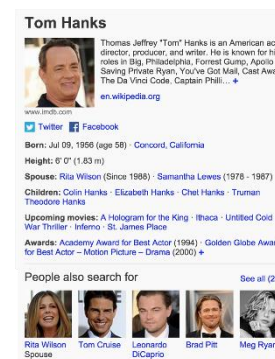 Tom Hanks
Thomas Jeffrey "Tom" Hanks is an American ac
director, producer, and writer. He is known for hi
roles in Big, Philadelphia, Forrest Gump, Apollo
Saving Private Ryan, You've Got Mail, Cast Awa
The Da Vinci Code, Captain Philli... +
en.wikipedia.org
www.imdb.com
Twitter Facebook
Born: Jul 09, 1956 (age 58) · Concord, California
Height: 6' 0" (1.83 m)
Spouse: Rita Wilson (Since 1988) · Samantha Lewes (1978 - 1987)
Children: Colin Hanks · Elizabeth Hanks · Chet Hanks · Truman
Theodore Hanks
Upcoming movies: A Hologram for the King · Ithaca · Untitled Cold
War Thriller · Inferno · St. James Place
Awards: Academy Award for Best Actor (1994) · Golden Globe Awar
for Best Actor – Motion Picture – Drama (2000) +
People also search for See all (2
Rita Wilson Tom Cruise Leonardo Brad Pitt Meg Ryan
Spouse DiCaprio